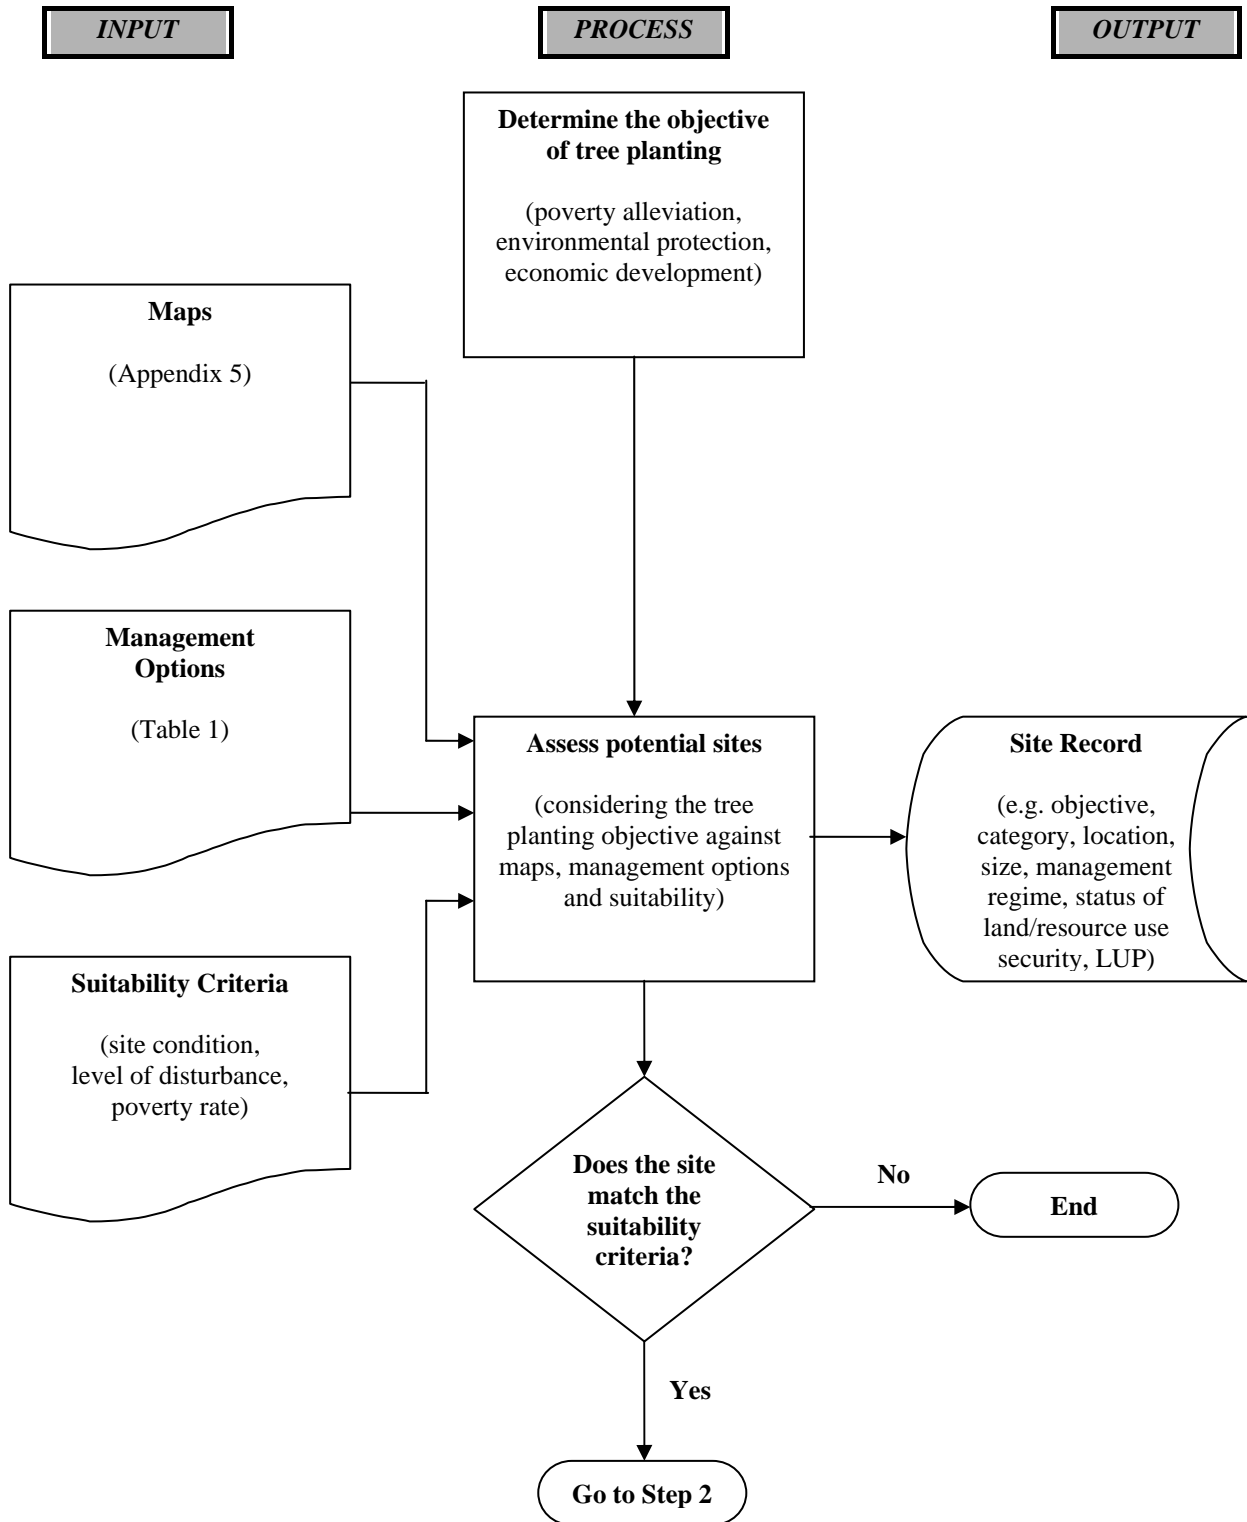 INPUT
PROCESS
OUTPUT
Determine the objective
of tree planting
(poverty alleviation,
environmental protection,
economic development)
Maps
(Appendix 5)
Management
Options
(Table 1)
Assess potential sites
(considering the tree
planting objective against
maps, management options
and suitability)
Site Record
(e.g. objective,
category, location,
size, management
regime, status of
land/resource use
security, LUP)
Suitability Criteria
(site condition,
level of disturbance,
poverty rate)
Does the site
match the
suitability
criteria?
No
End
Yes
Go to Step 2